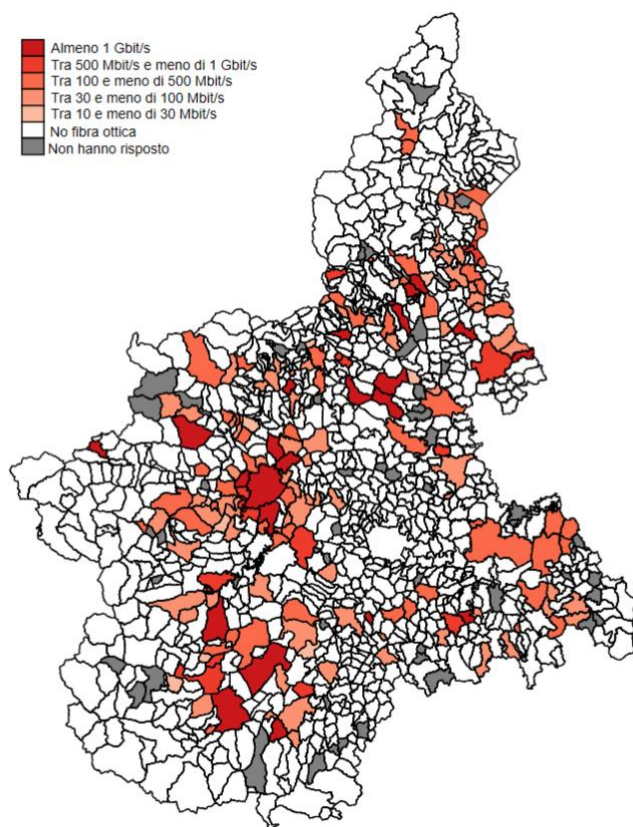 Almeno 1 Gbit/s
Tra 500 Mbit/s e meno di 1 Gbit/s
Tra 100 e meno di 500 Mbit/s
Tra 30 e meno di 100 Mbit/s
Tra 10 e meno di 30 Mbit/s
No fibra ottica
Non hanno risposto